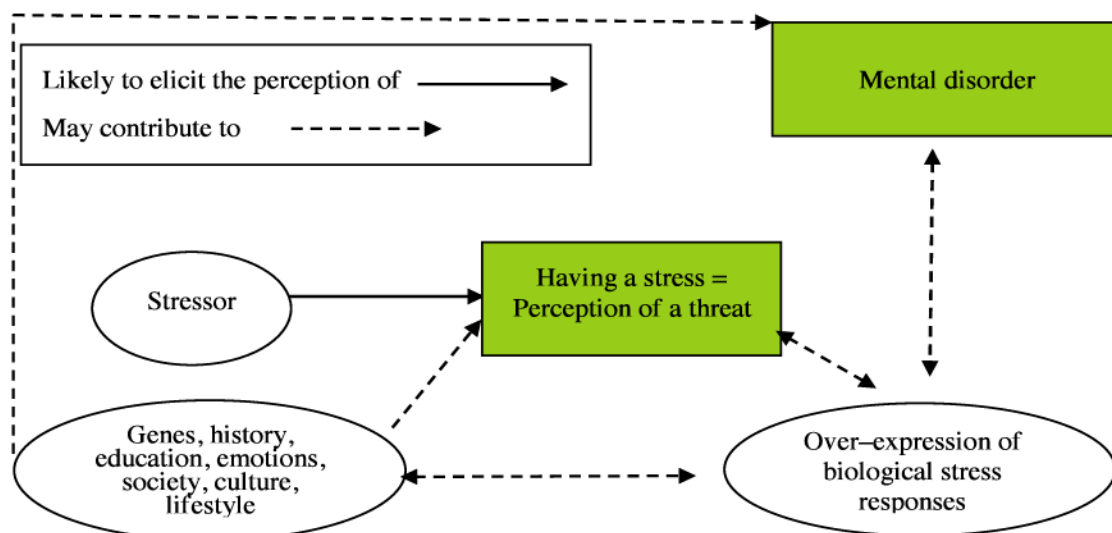 Likely to elicit the perception of
May contribute to
Mental disorder
Stressor
Having a stress =
Perception of a threat
Genes, history,
education, emotions,
society, culture,
lifestyle
Over–expression of
biological stress
responses